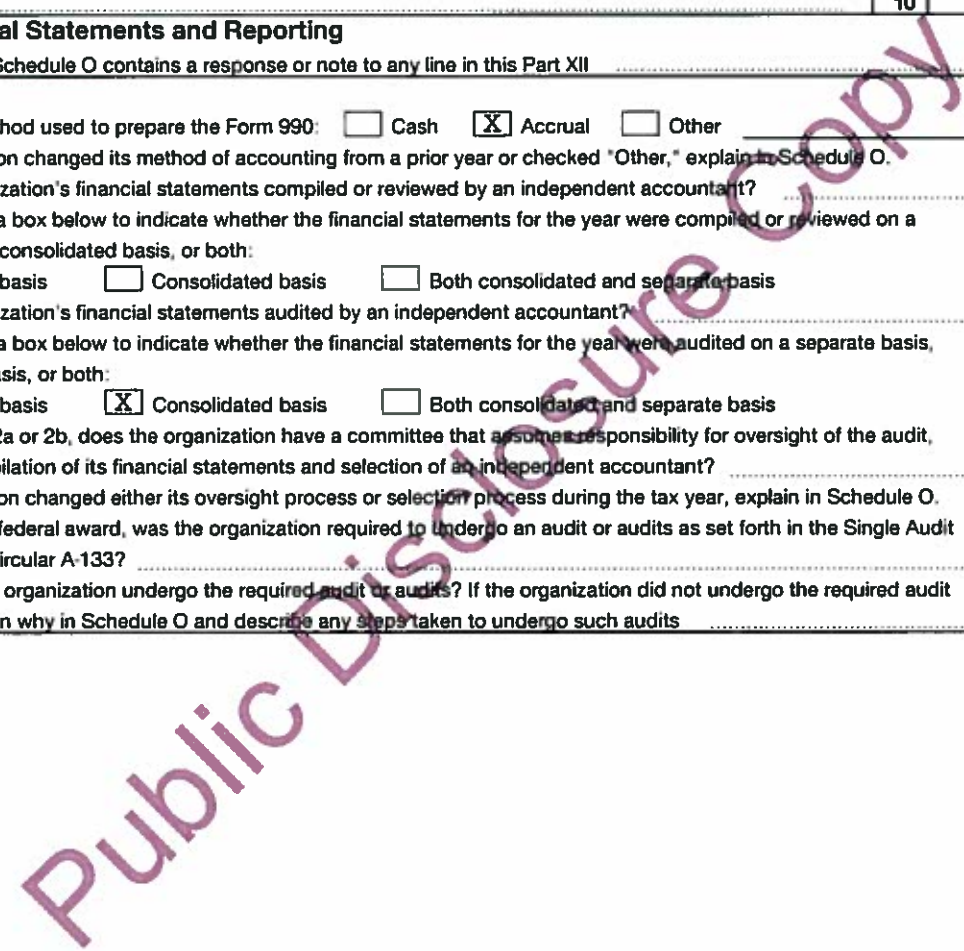 10
al Statements and Reporting
Schedule O contains a response or note to any line in this Part XII
hod used to prepare the Form 990: Cash X Accrual Other
on changed its method of accounting from a prior year or checked "Other," explain in Schedule O.
zation's financial statements compiled or reviewed by an independent accountant?
a box below to indicate whether the financial statements for the year were compiled or reviewed on a
consolidated basis, or both:
basis Consolidated basis Both consolidated and separate basis
zation's financial statements audited by an independent accountant?
a box below to indicate whether the financial statements for the year were audited on a separate basis,
sis, or both:
basis X Consolidated basis Both consolidated and separate basis
2a or 2b, does the organization have a committee that assumes responsibility for oversight of the audit,
ilation of its financial statements and selection of an independent accountant?
on changed either its oversight process or selection process during the tax year, explain in Schedule O.
federal award, was the organization required to undergo an audit or audits as set forth in the Single Audit
ircular A-133?
organization undergo the required audit or audits? If the organization did not undergo the required audit
n why in Schedule O and describe any steps taken to undergo such audits
Public Disclosure Copy